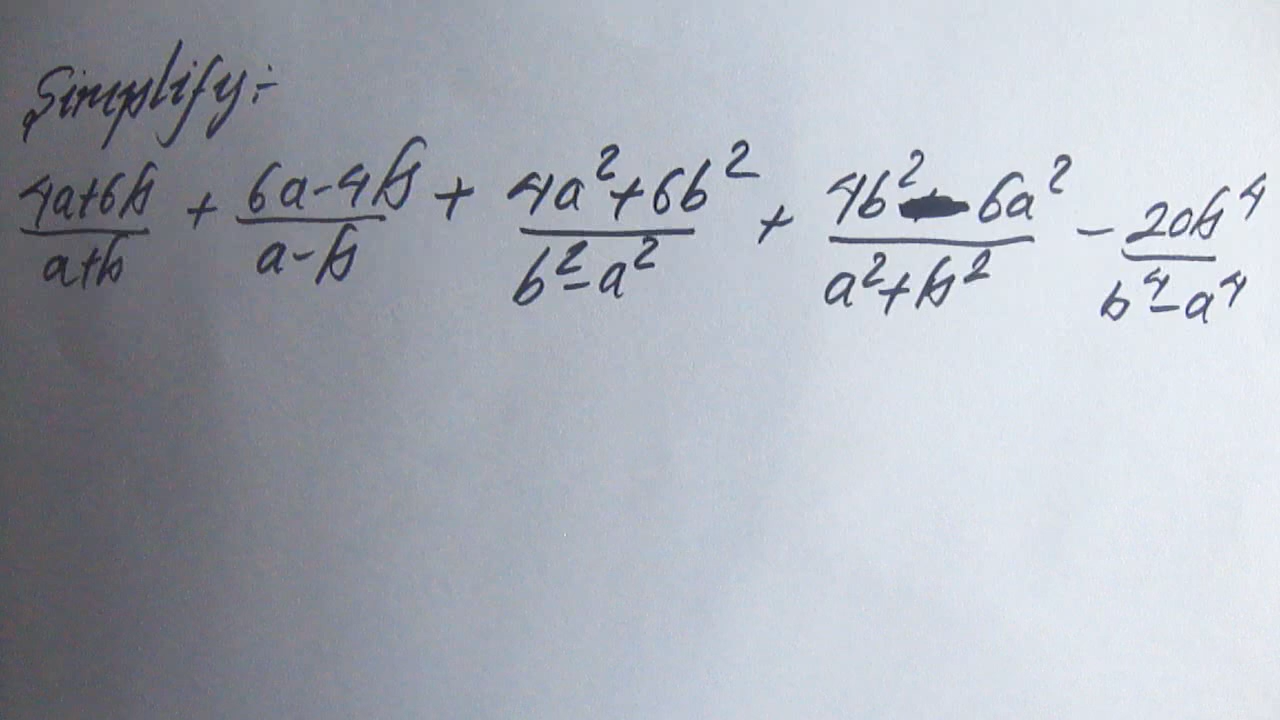 Simplify:-
(4a+6b)/(a+b) + (6a-4b)/(a-b) + (4a²+6b²)/(b²-a²) + (4b²-6a²)/(a²+b²) - 20b⁴/(b⁴-a⁴)